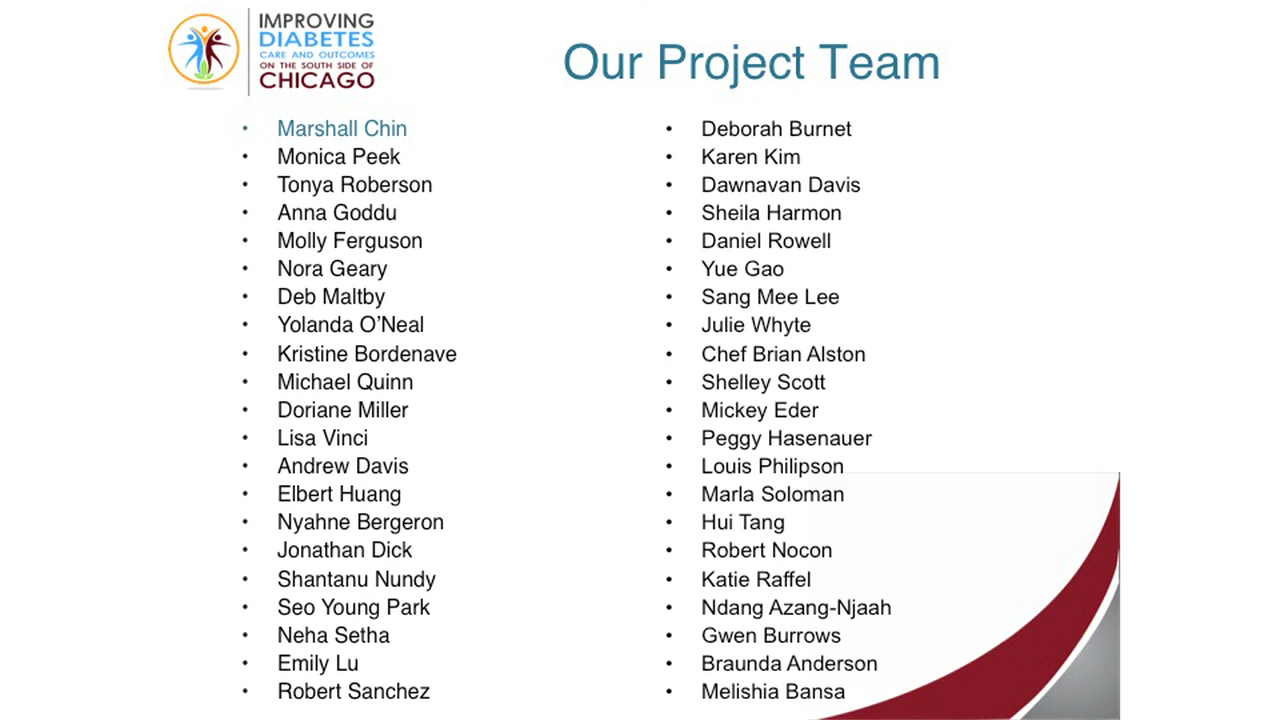 IMPROVING
DIABETES
CARE AND OUTCOMES
ON THE SOUTH SIDE OF
CHICAGO
Our Project Team
• Marshall Chin
• Monica Peek
• Tonya Roberson
• Anna Goddu
• Molly Ferguson
• Nora Geary
• Deb Maltby
• Yolanda O’Neal
• Kristine Bordenave
• Michael Quinn
• Doriane Miller
• Lisa Vinci
• Andrew Davis
• Elbert Huang
• Nyahne Bergeron
• Jonathan Dick
• Shantanu Nundy
• Seo Young Park
• Neha Setha
• Emily Lu
• Robert Sanchez
• Deborah Burnet
• Karen Kim
• Dawnavan Davis
• Sheila Harmon
• Daniel Rowell
• Yue Gao
• Sang Mee Lee
• Julie Whyte
• Chef Brian Alston
• Shelley Scott
• Mickey Eder
• Peggy Hasenauer
• Louis Philipson
• Marla Soloman
• Hui Tang
• Robert Nocon
• Katie Raffel
• Ndang Azang-Njaah
• Gwen Burrows
• Braunda Anderson
• Melishia Bansa